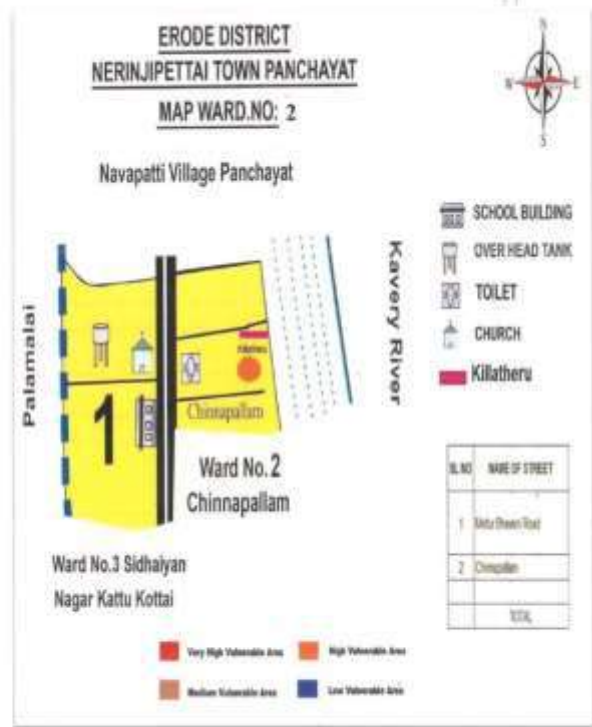 ERODE DISTRICT
NERINJIPETTAI TOWN PANCHAYAT
MAP WARD.NO: 2
N
W E
S
Navapatti Village Panchayat
SCHOOL BUILDING
OVER HEAD TANK
TOILET
CHURCH
Killatheru
Palamalai
Kavery River
Killatheru
1
Chinnapallam
Ward No.2
Chinnapallam
SL NO NAME OF STREET
1 Road
2 Chinnapallam
TOTAL
Ward No.3 Sidhaiyan
Nagar Kattu Kottai
Very High Vulnerable Area High Vulnerable Area
Medium Vulnerable Area Low Vulnerable Area